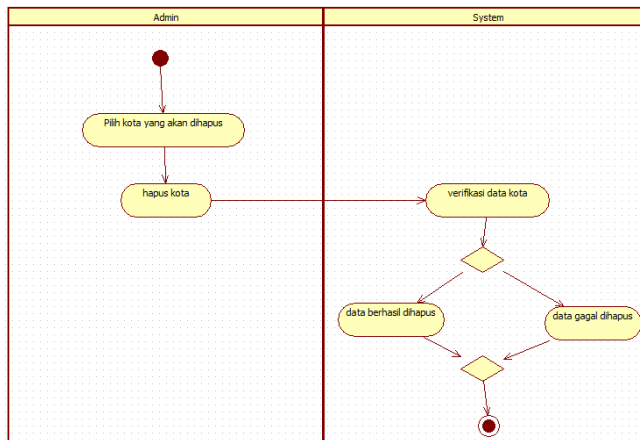 Admin
System
Pilih kota yang akan dihapus
hapus kota
verifikasi data kota
data berhasil dihapus
data gagal dihapus